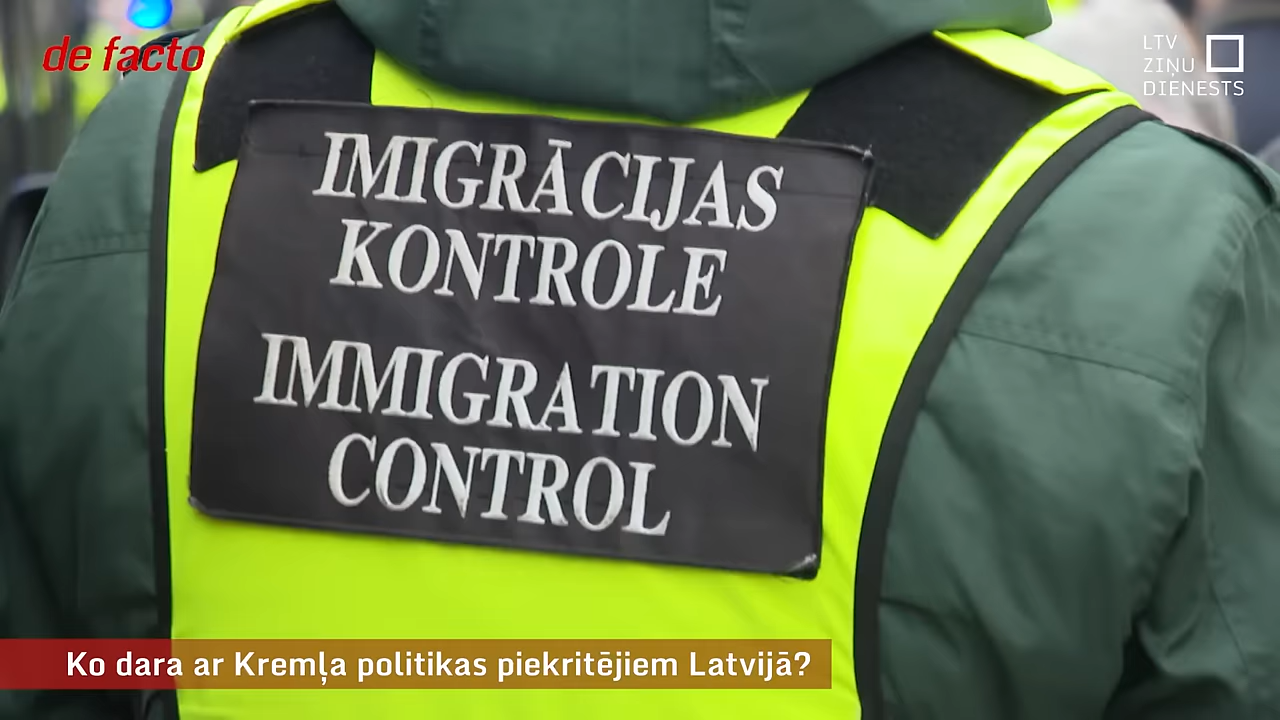 de facto
LTV
ZIŅU
DIENESTS
IMIGRĀCIJAS
KONTROLE
IMMIGRATION
CONTROL
Ko dara ar Kremļa politikas piekritējiem Latvijā?